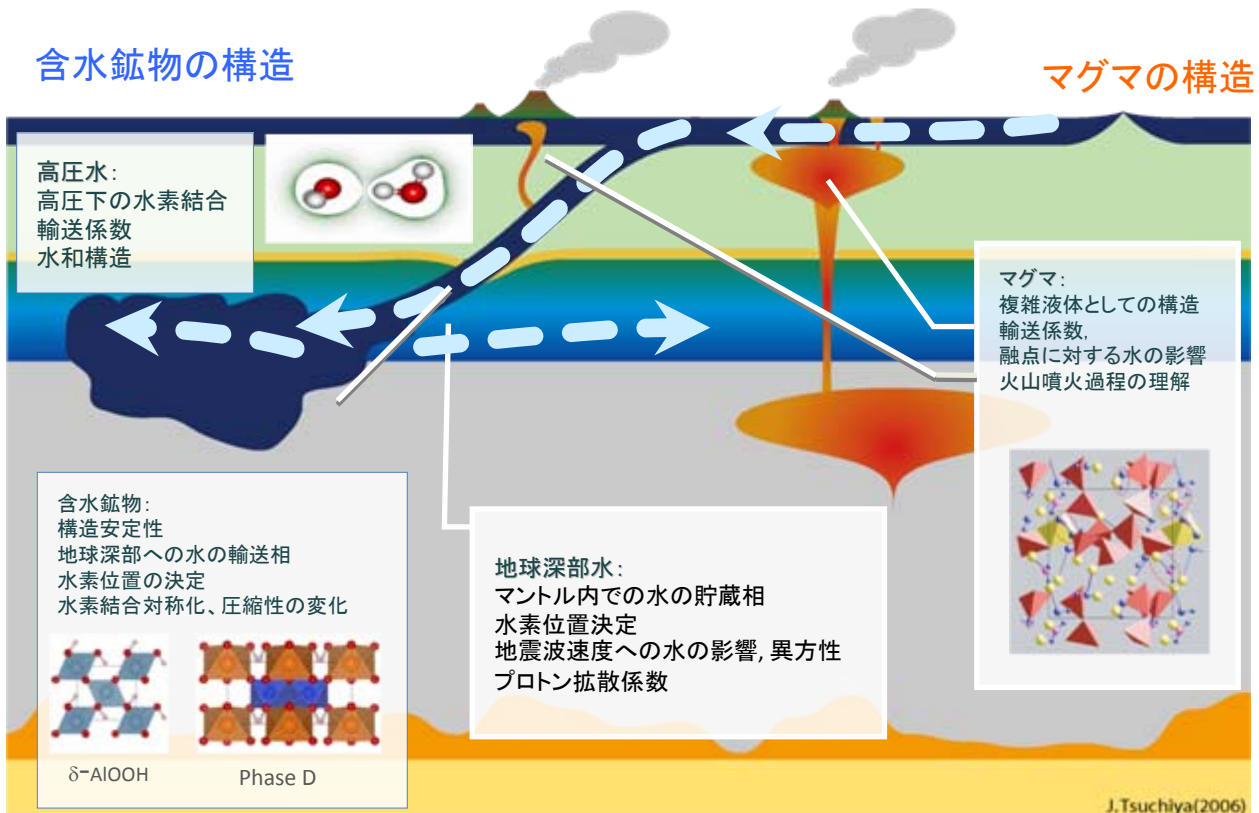 含水鉱物の構造
マグマの構造
高圧水:
高圧下の水素結合
輸送係数
水和構造
マグマ:
複雑液体としての構造
輸送係数,
融点に対する水の影響
火山噴火過程の理解
含水鉱物:
構造安定性
地球深部への水の輸送相
水素位置の決定
水素結合対称化、圧縮性の変化
δ-AlOOH
Phase D
地球深部水:
マントル内での水の貯蔵相
水素位置決定
地震波速度への水の影響, 異方性
プロトン拡散係数
J.Tsuchiya(2006)